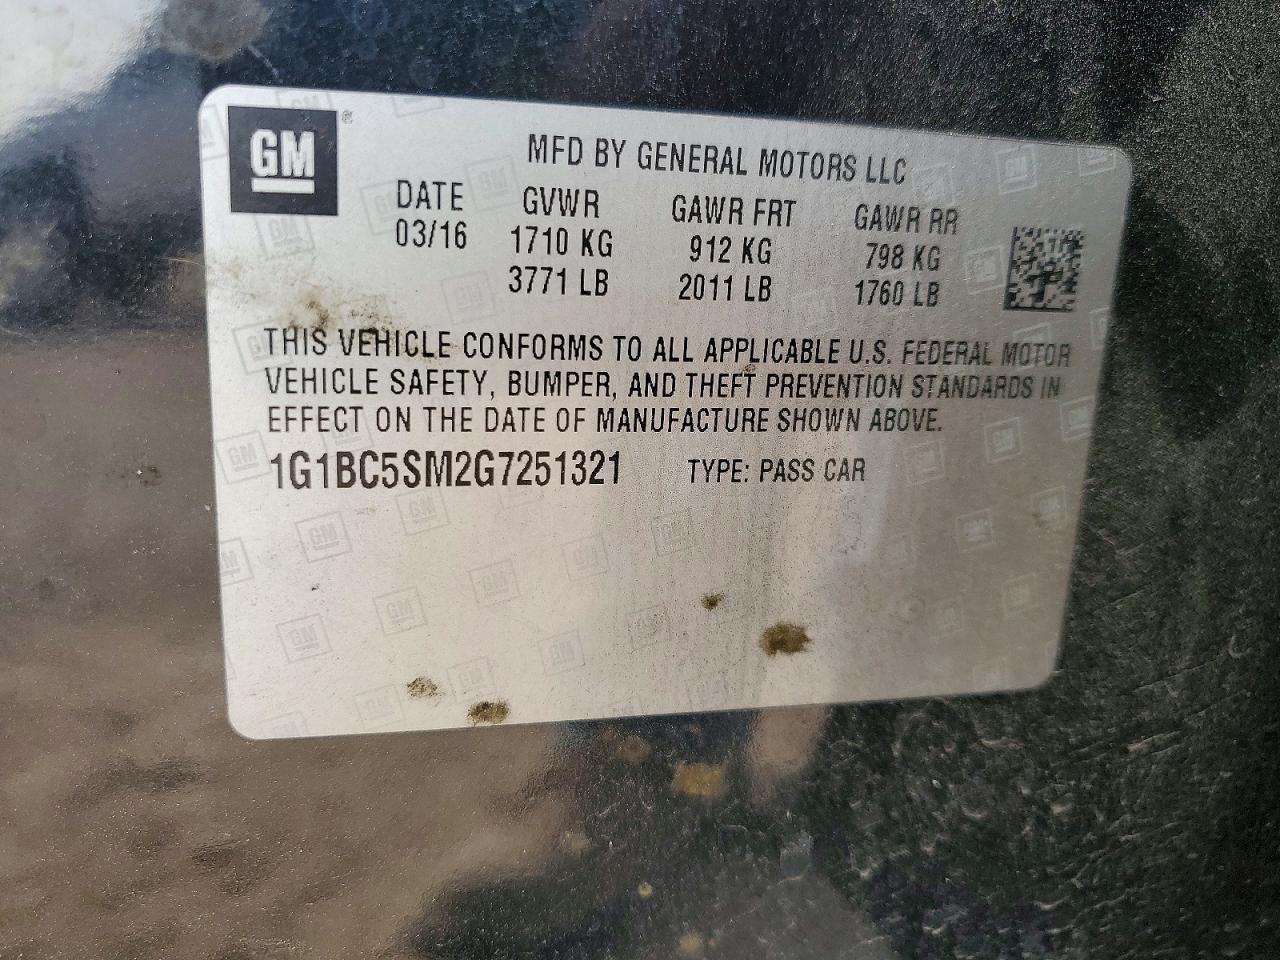 GM ®
MFD BY GENERAL MOTORS LLC
DATE GVWR GAWR FRT GAWR RR
03/16 1710 KG 912 KG 798 KG
3771 LB 2011 LB 1760 LB
THIS VEHICLE CONFORMS TO ALL APPLICABLE U.S. FEDERAL MOTOR
VEHICLE SAFETY, BUMPER, AND THEFT PREVENTION STANDARDS IN
EFFECT ON THE DATE OF MANUFACTURE SHOWN ABOVE.
1G1BC5SM2G7251321 TYPE: PASS CAR